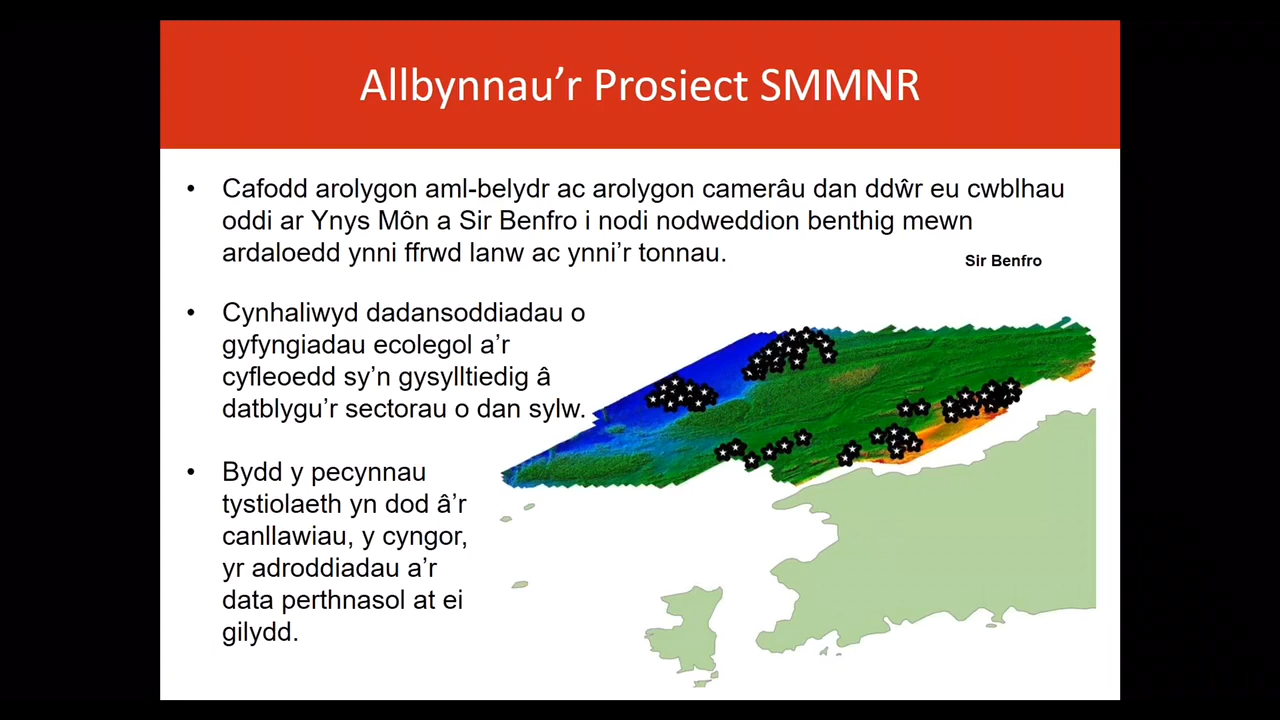 Allbynnau’r Prosiect SMMNR
• Cafodd arolygon aml-belydr ac arolygon camerâu dan ddŵr eu cwblhau
oddi ar Ynys Môn a Sir Benfro i nodi nodweddion benthig mewn
ardaloedd ynni ffrwd lanw ac ynni’r tonnau.
Sir Benfro
• Cynhaliwyd dadansoddiadau o
gyfyngiadau ecolegol a’r
cyfleoedd sy’n gysylltiedig â
datblygu’r sectorau o dan sylw.
• Bydd y pecynnau
tystiolaeth yn dod â’r
canllawiau, y cyngor,
yr adroddiadau a’r
data perthnasol at ei
gilydd.